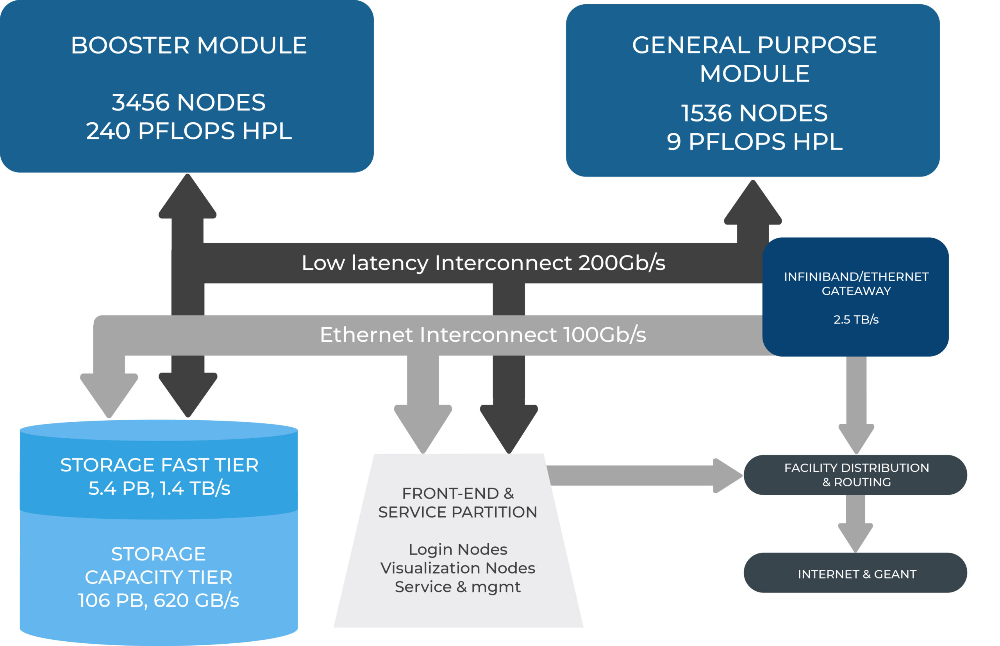 BOOSTER MODULE
3456 NODES
240 PFLOPS HPL
GENERAL PURPOSE
MODULE
1536 NODES
9 PFLOPS HPL
Low latency Interconnect 200Gb/s
INFINIBAND/ETHERNET
GATEAWAY
2.5 TB/s
Ethernet Interconnect 100Gb/s
STORAGE FAST TIER
5.4 PB, 1.4 TB/s
STORAGE
CAPACITY TIER
106 PB, 620 GB/s
FRONT-END &
SERVICE PARTITION
Login Nodes
Visualization Nodes
Service & mgmt
FACILITY DISTRIBUTION
& ROUTING
INTERNET & GEANT